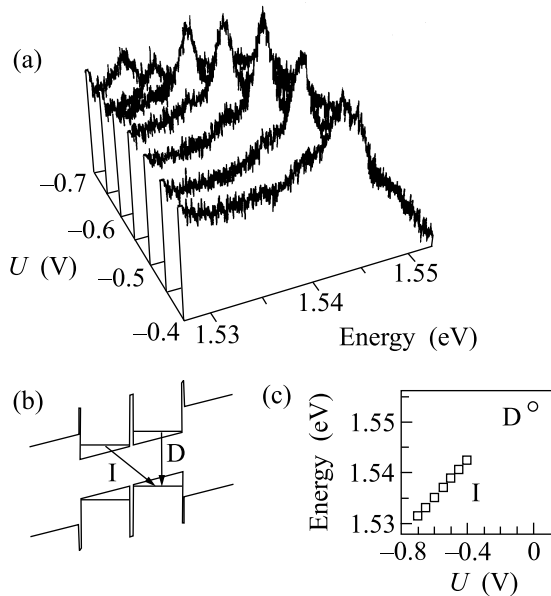 (a)
−0.7
−0.6
U (V)
−0.5
−0.4
1.53
1.54
1.55
Energy (eV)
(b)
I
D
(c)
Energy (eV)
1.55
1.54
1.53
D
I
−0.8
−0.4
0
U (V)